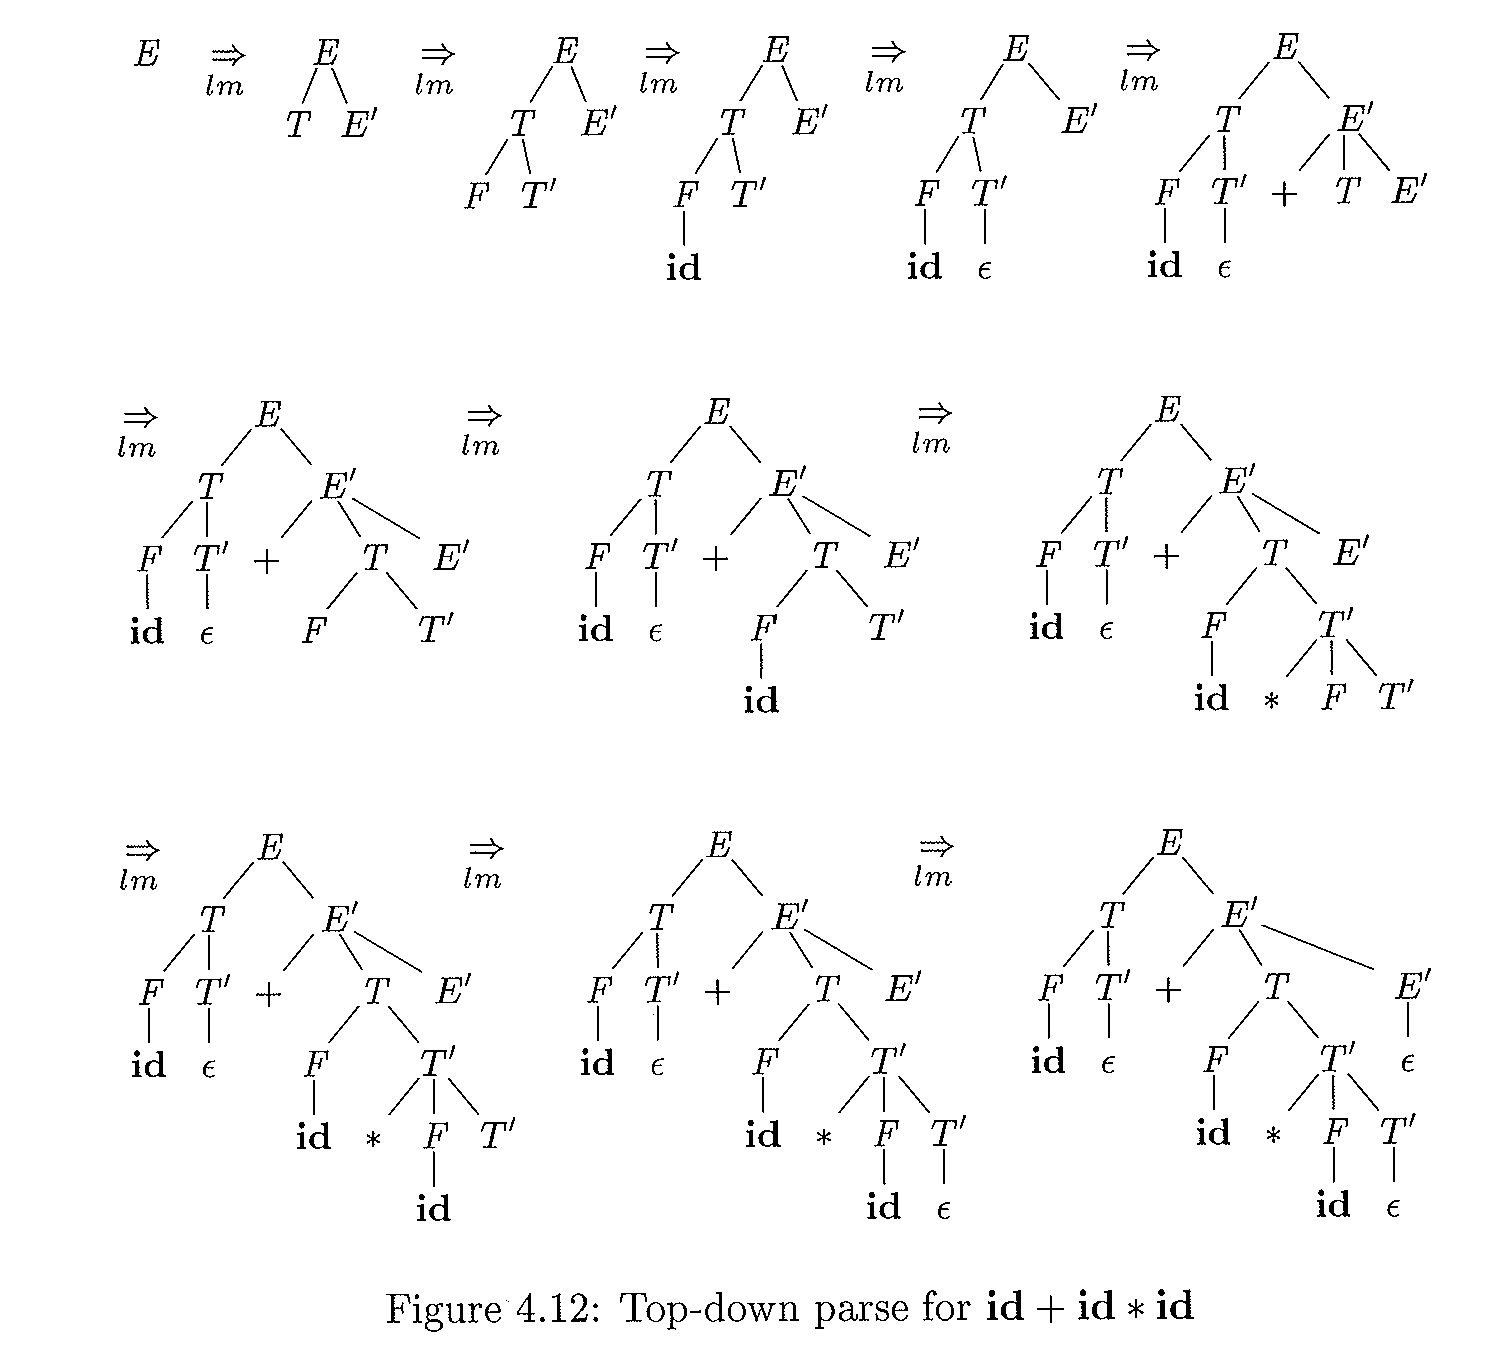 E ⇒ E ⇒ E ⇒ E ⇒ E ⇒ E
lm lm lm lm lm
T E′ T E′ T E′ T E′ T E′
F T′ F T′ F T′ F T′ + T E′
id id ϵ id ϵ
⇒ E ⇒ E ⇒ E
lm lm lm
T E′ T E′ T E′
F T′ + T E′ F T′ + T E′ F T′ + T E′
id ϵ F T′ id ϵ F T′ id ϵ F T′
id id * F T′
⇒ E ⇒ E ⇒ E
lm lm lm
T E′ T E′ T E′
F T′ + T E′ F T′ + T E′ F T′ + T E′
id ϵ F T′ id ϵ F T′ id ϵ F T′ ϵ
id * F T′ id * F T′ id * F T′
id id ϵ id ϵ
Figure 4.12: Top-down parse for id + id * id